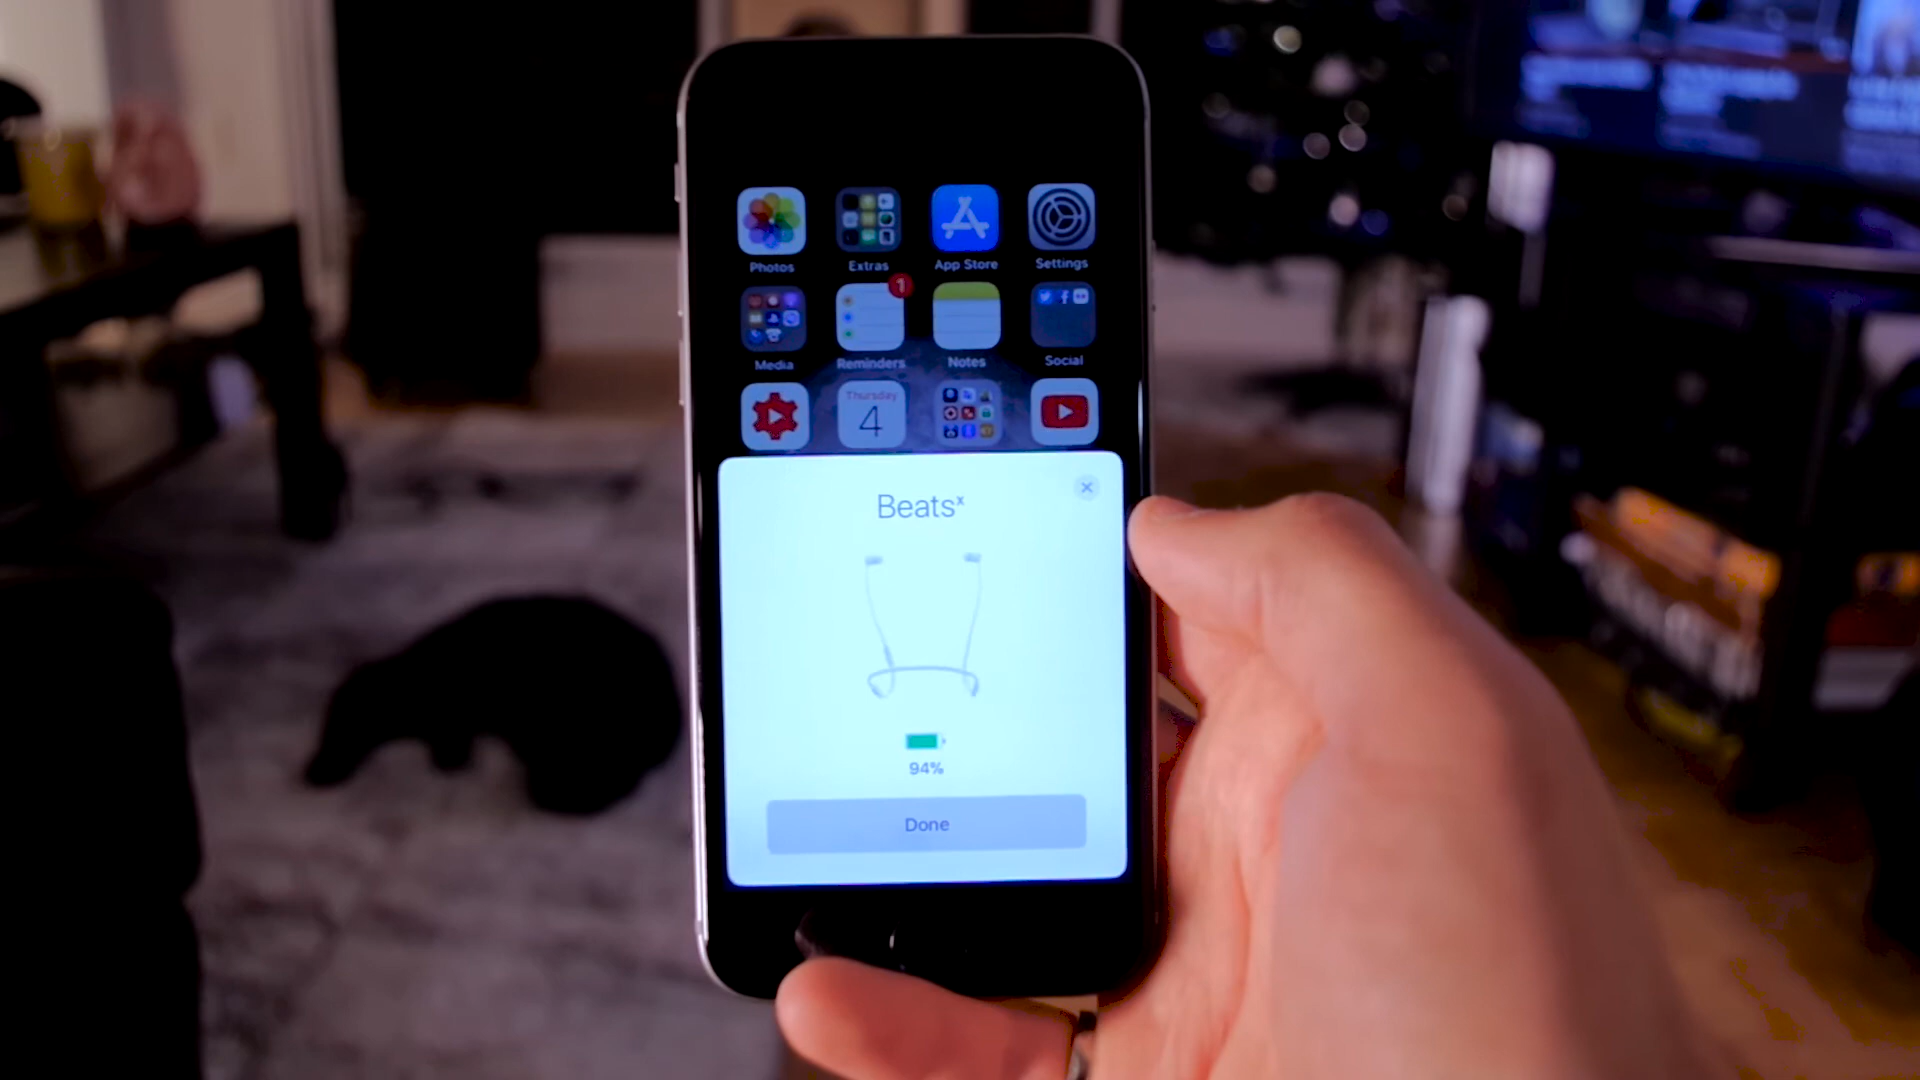 Photos Extras App Store Settings
1
Media Reminders Notes Social
Thursday
4
Beatsˣ
94%
Done